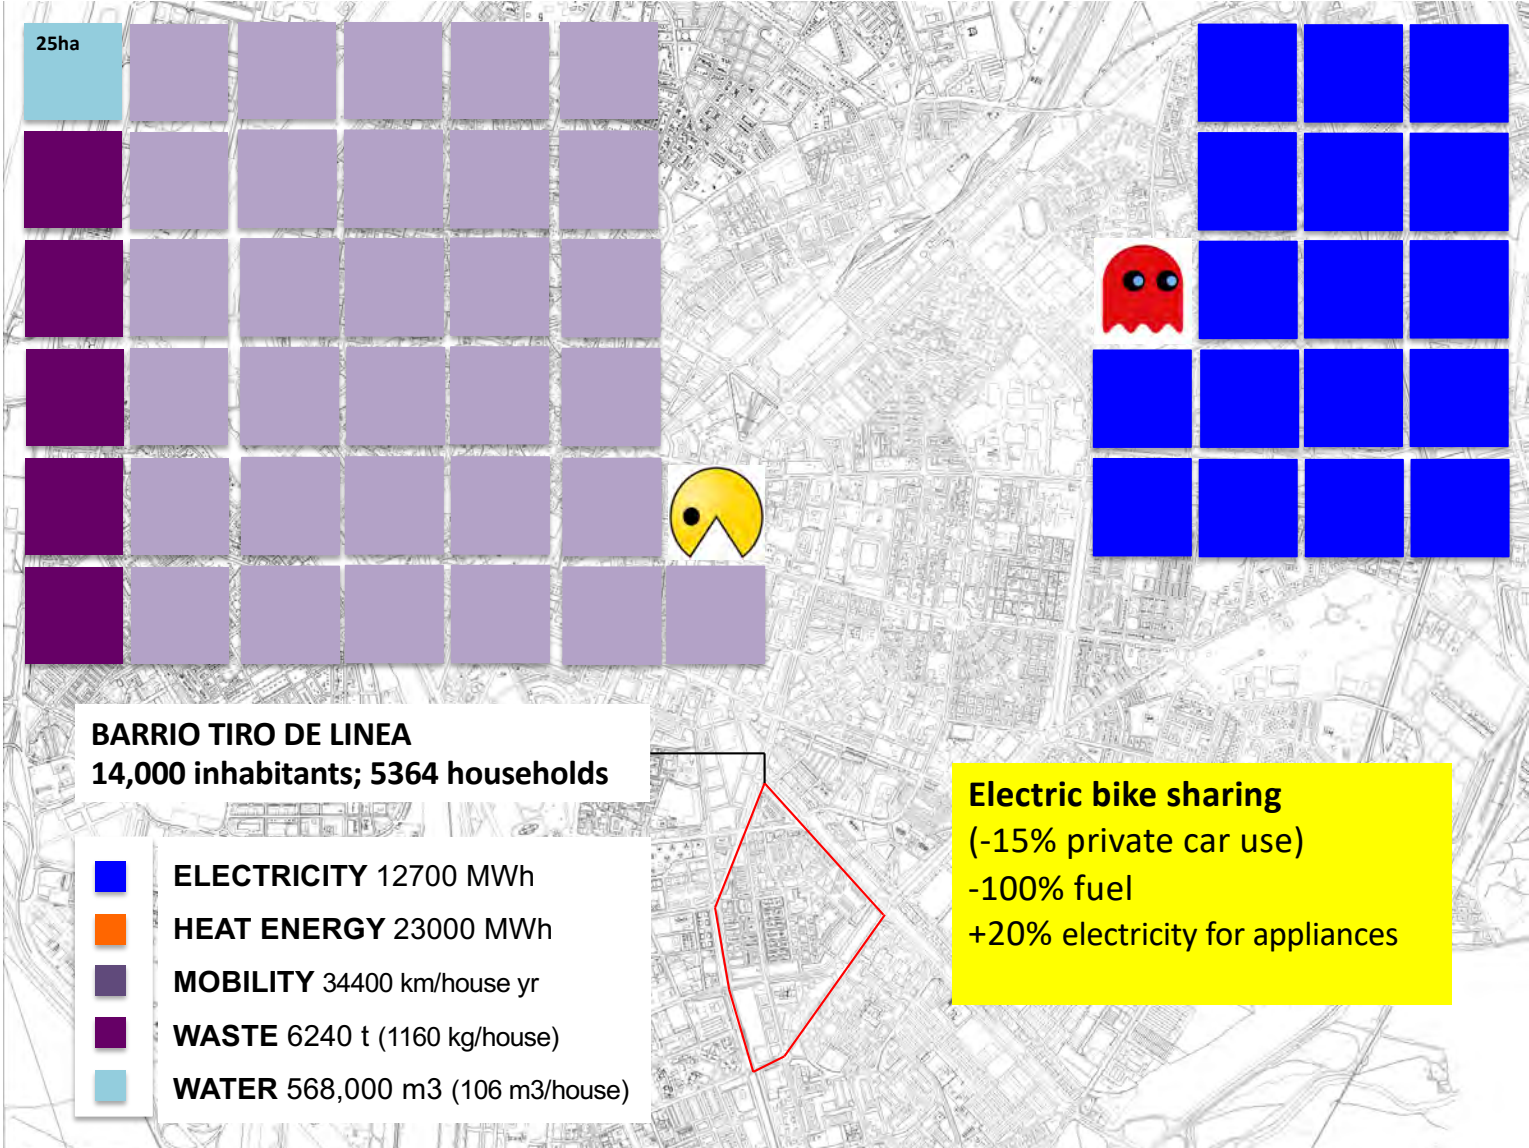 25ha
BARRIO TIRO DE LINEA
14,000 inhabitants; 5364 households
ELECTRICITY 12700 MWh
HEAT ENERGY 23000 MWh
MOBILITY 34400 km/house yr
WASTE 6240 t (1160 kg/house)
WATER 568,000 m3 (106 m3/house)
Electric bike sharing
(-15% private car use)
-100% fuel
+20% electricity for appliances